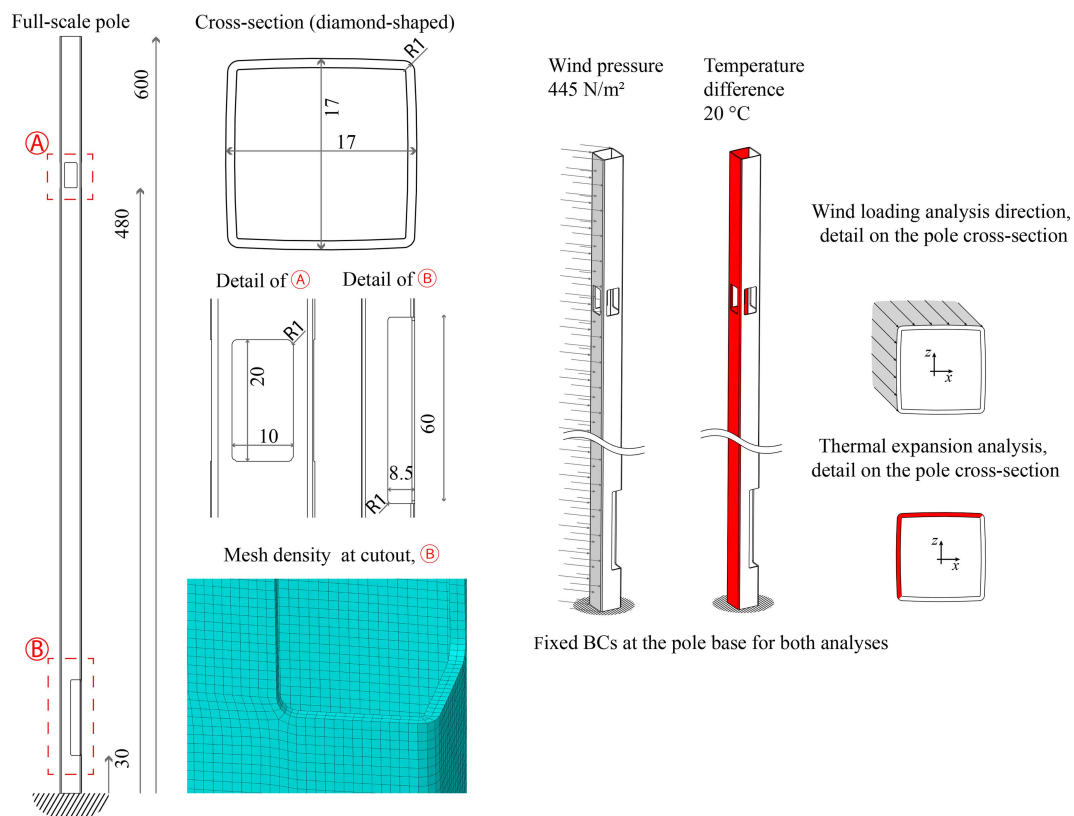 Full-scale pole
Cross-section (diamond-shaped)
R1
17
17
600
480
30
A
B
Detail of A
Detail of B
R1
20
10
60
8.5
R1
Mesh density at cutout, B
Wind pressure
445 N/m²
Temperature
difference
20 °C
Wind loading analysis direction,
detail on the pole cross-section
z
x
Thermal expansion analysis,
detail on the pole cross-section
z
x
Fixed BCs at the pole base for both analyses